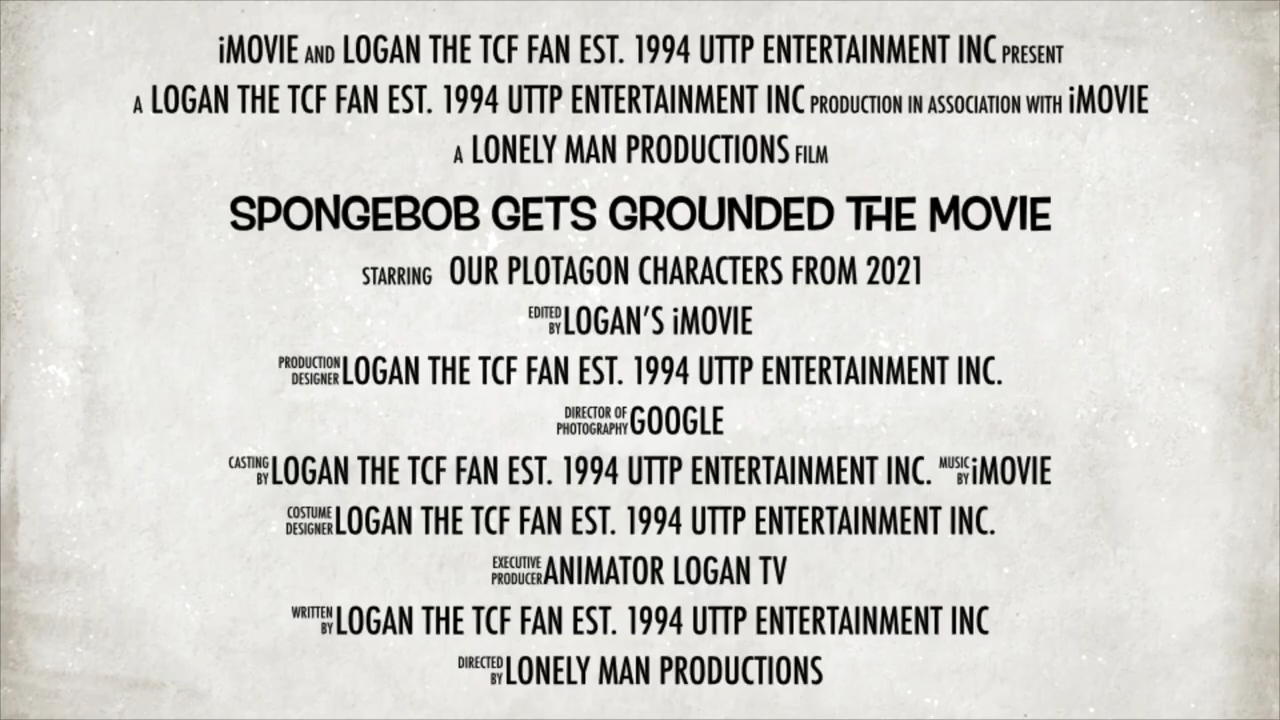 iMOVIE AND LOGAN THE TCF FAN EST. 1994 UTTP ENTERTAINMENT INC PRESENT
A LOGAN THE TCF FAN EST. 1994 UTTP ENTERTAINMENT INC PRODUCTION IN ASSOCIATION WITH iMOVIE
A LONELY MAN PRODUCTIONS FILM
SPONGEBOB GETS GROUNDED THE MOVIE
STARRING OUR PLOTAGON CHARACTERS FROM 2021
EDITED BY LOGAN'S iMOVIE
PRODUCTION DESIGNER LOGAN THE TCF FAN EST. 1994 UTTP ENTERTAINMENT INC.
DIRECTOR OF PHOTOGRAPHY GOOGLE
CASTING BY LOGAN THE TCF FAN EST. 1994 UTTP ENTERTAINMENT INC. MUSIC BY iMOVIE
COSTUME DESIGNER LOGAN THE TCF FAN EST. 1994 UTTP ENTERTAINMENT INC.
EXECUTIVE PRODUCER ANIMATOR LOGAN TV
WRITTEN BY LOGAN THE TCF FAN EST. 1994 UTTP ENTERTAINMENT INC
DIRECTED BY LONELY MAN PRODUCTIONS